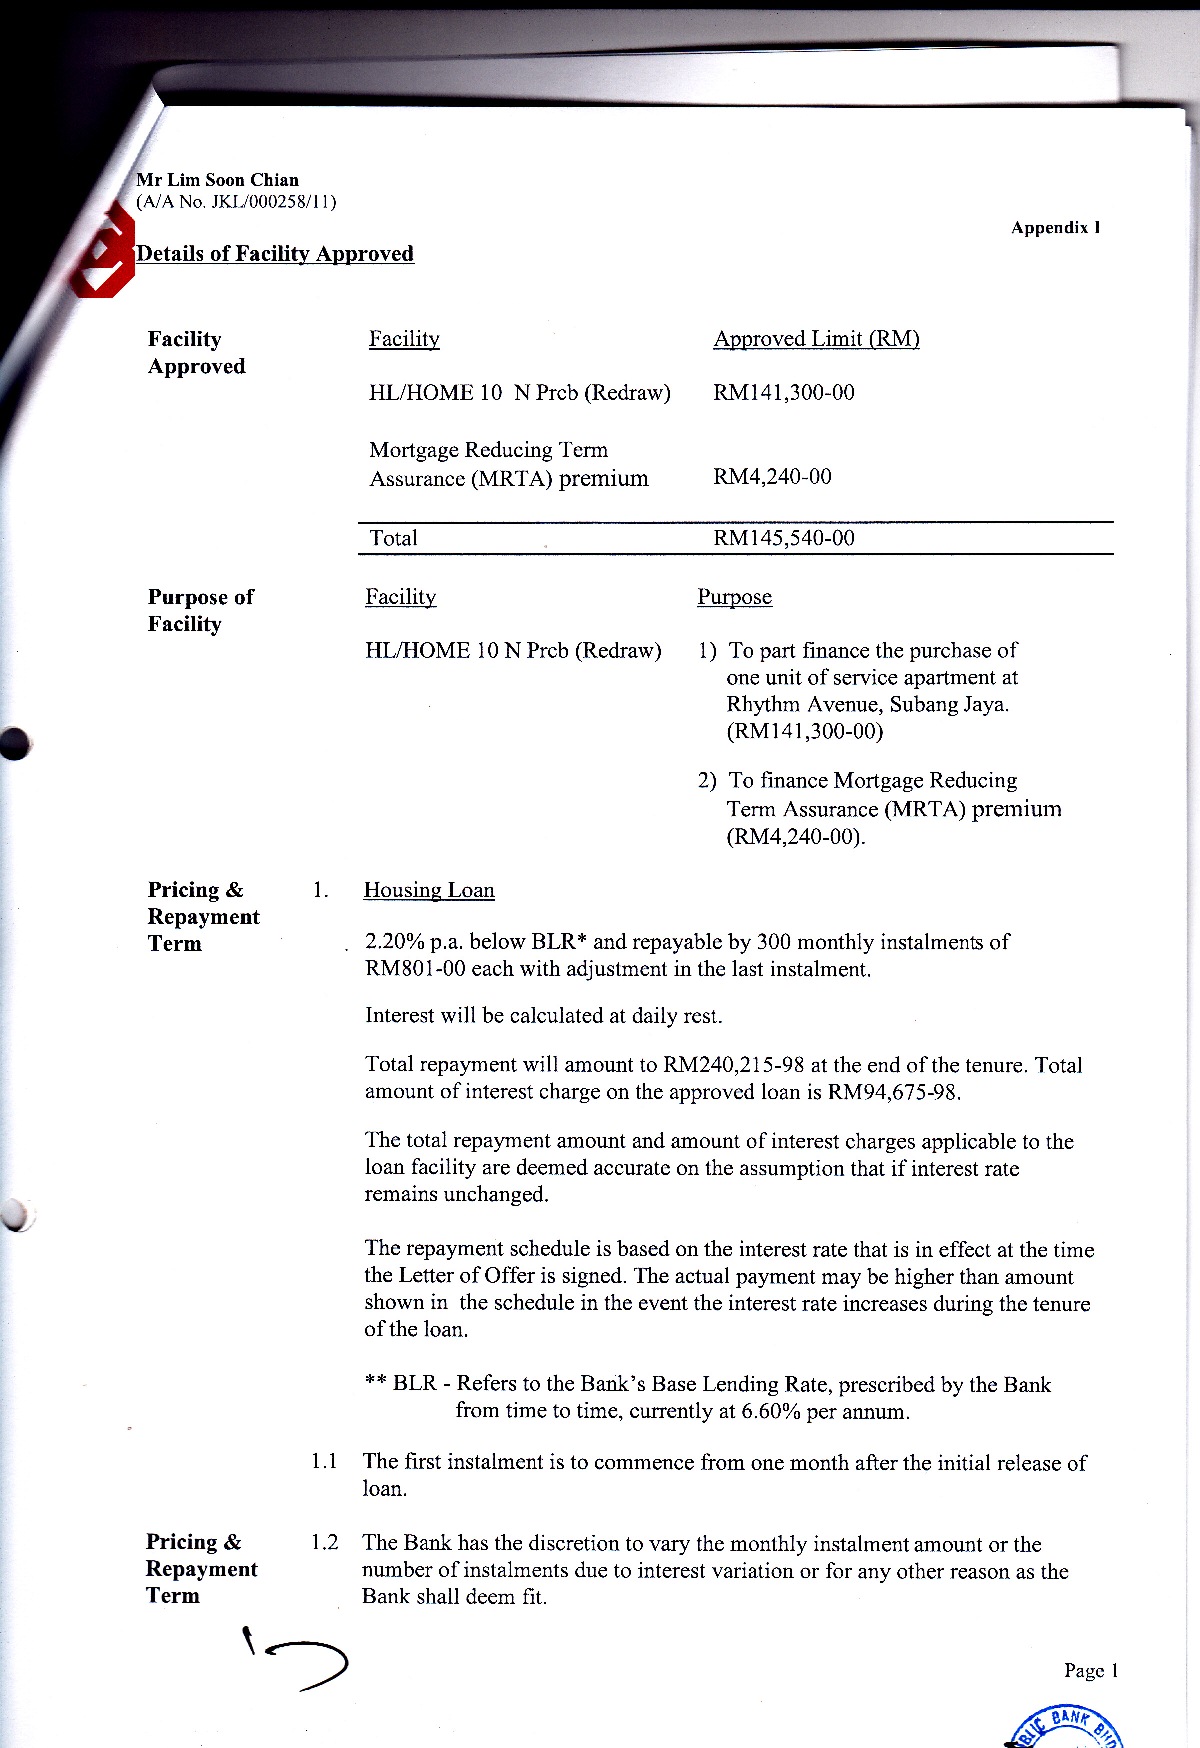 Mr Lim Soon Chian
(A/A No. JKL/000258/11)
Appendix I
Details of Facility Approved
Facility Approved
Facility Approved Limit (RM)
HL/HOME 10 N Prcb (Redraw) RM141,300-00
Mortgage Reducing Term
Assurance (MRTA) premium RM4,240-00
Total RM145,540-00
Purpose of Facility
Facility Purpose
HL/HOME 10 N Prcb (Redraw) 1) To part finance the purchase of
one unit of service apartment at
Rhythm Avenue, Subang Jaya.
(RM141,300-00)
2) To finance Mortgage Reducing
Term Assurance (MRTA) premium
(RM4,240-00).
Pricing & Repayment Term
1. Housing Loan
2.20% p.a. below BLR* and repayable by 300 monthly instalments of
RM801-00 each with adjustment in the last instalment.
Interest will be calculated at daily rest.
Total repayment will amount to RM240,215-98 at the end of the tenure. Total
amount of interest charge on the approved loan is RM94,675-98.
The total repayment amount and amount of interest charges applicable to the
loan facility are deemed accurate on the assumption that if interest rate
remains unchanged.
The repayment schedule is based on the interest rate that is in effect at the time
the Letter of Offer is signed. The actual payment may be higher than amount
shown in the schedule in the event the interest rate increases during the tenure
of the loan.
** BLR - Refers to the Bank's Base Lending Rate, prescribed by the Bank
from time to time, currently at 6.60% per annum.
1.1 The first instalment is to commence from one month after the initial release of
loan.
Pricing & Repayment Term
1.2 The Bank has the discretion to vary the monthly instalment amount or the
number of instalments due to interest variation or for any other reason as the
Bank shall deem fit.
Page 1
BANK